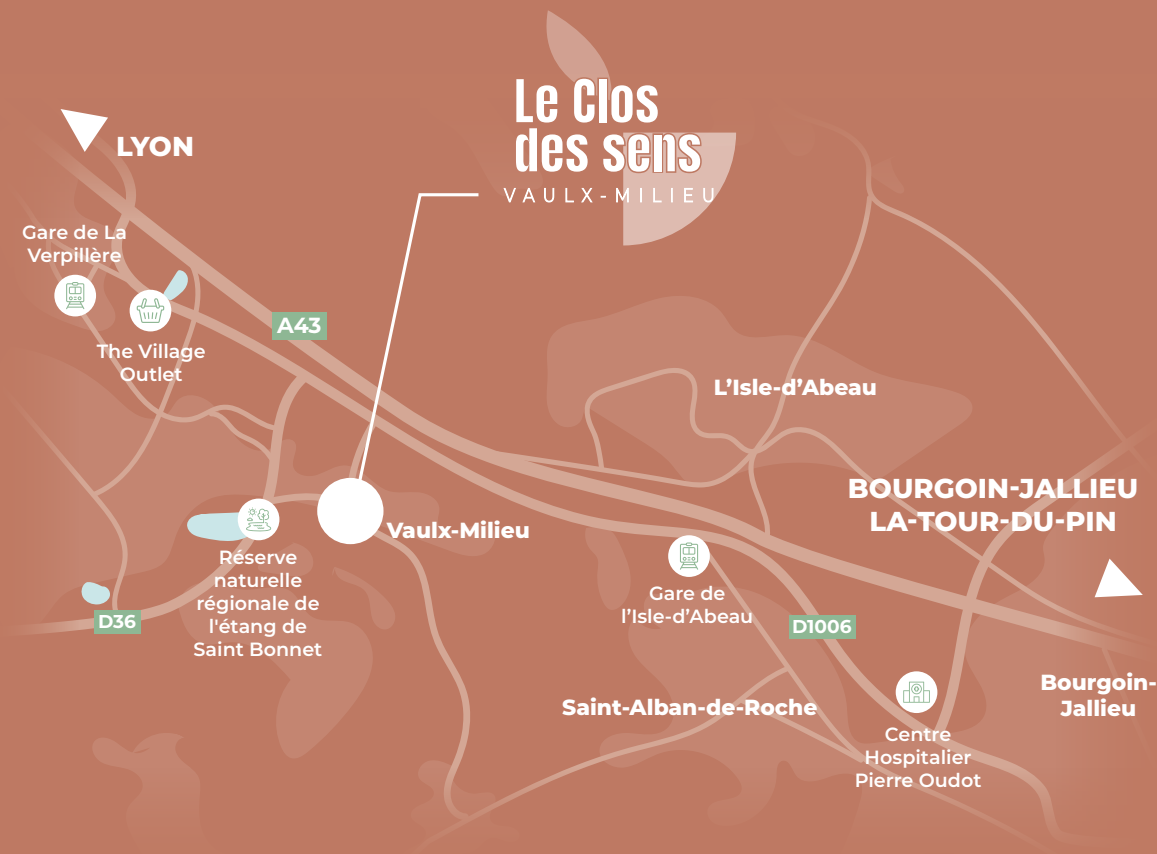 Le Clos
des sens
VAULX-MILIEU
LYON
Gare de La
Verpillère
The Village
Outlet
A43
L'Isle-d'Abeau
BOURGOIN-JALLIEU
LA-TOUR-DU-PIN
Vaulx-Milieu
Réserve
naturelle
régionale de
l'étang de
Saint Bonnet
D36
Gare de
l'Isle-d'Abeau
D1006
Saint-Alban-de-Roche
Bourgoin-
Jallieu
Centre
Hospitalier
Pierre Oudot